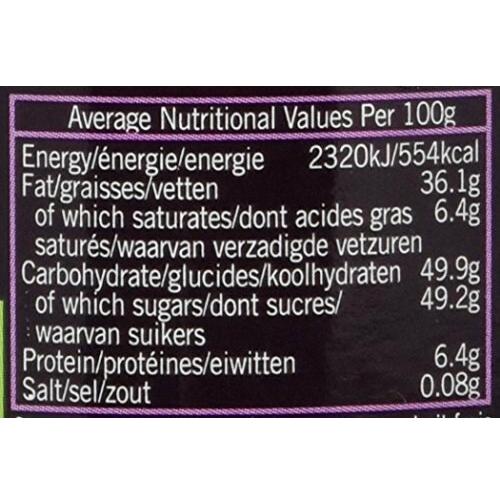 Average Nutritional Values Per 100g
Energy/énergie/energie 2320kJ/554kcal
Fat/graisses/vetten 36.1g
of which saturates/dont acides gras 6.4g
saturés/waarvan verzadigde vetzuren
Carbohydrate/glucides/koolhydraten 49.9g
of which sugars/dont sucres/ 49.2g
waarvan suikers
Protein/protéines/eiwitten 6.4g
Salt/sel/zout 0.08g